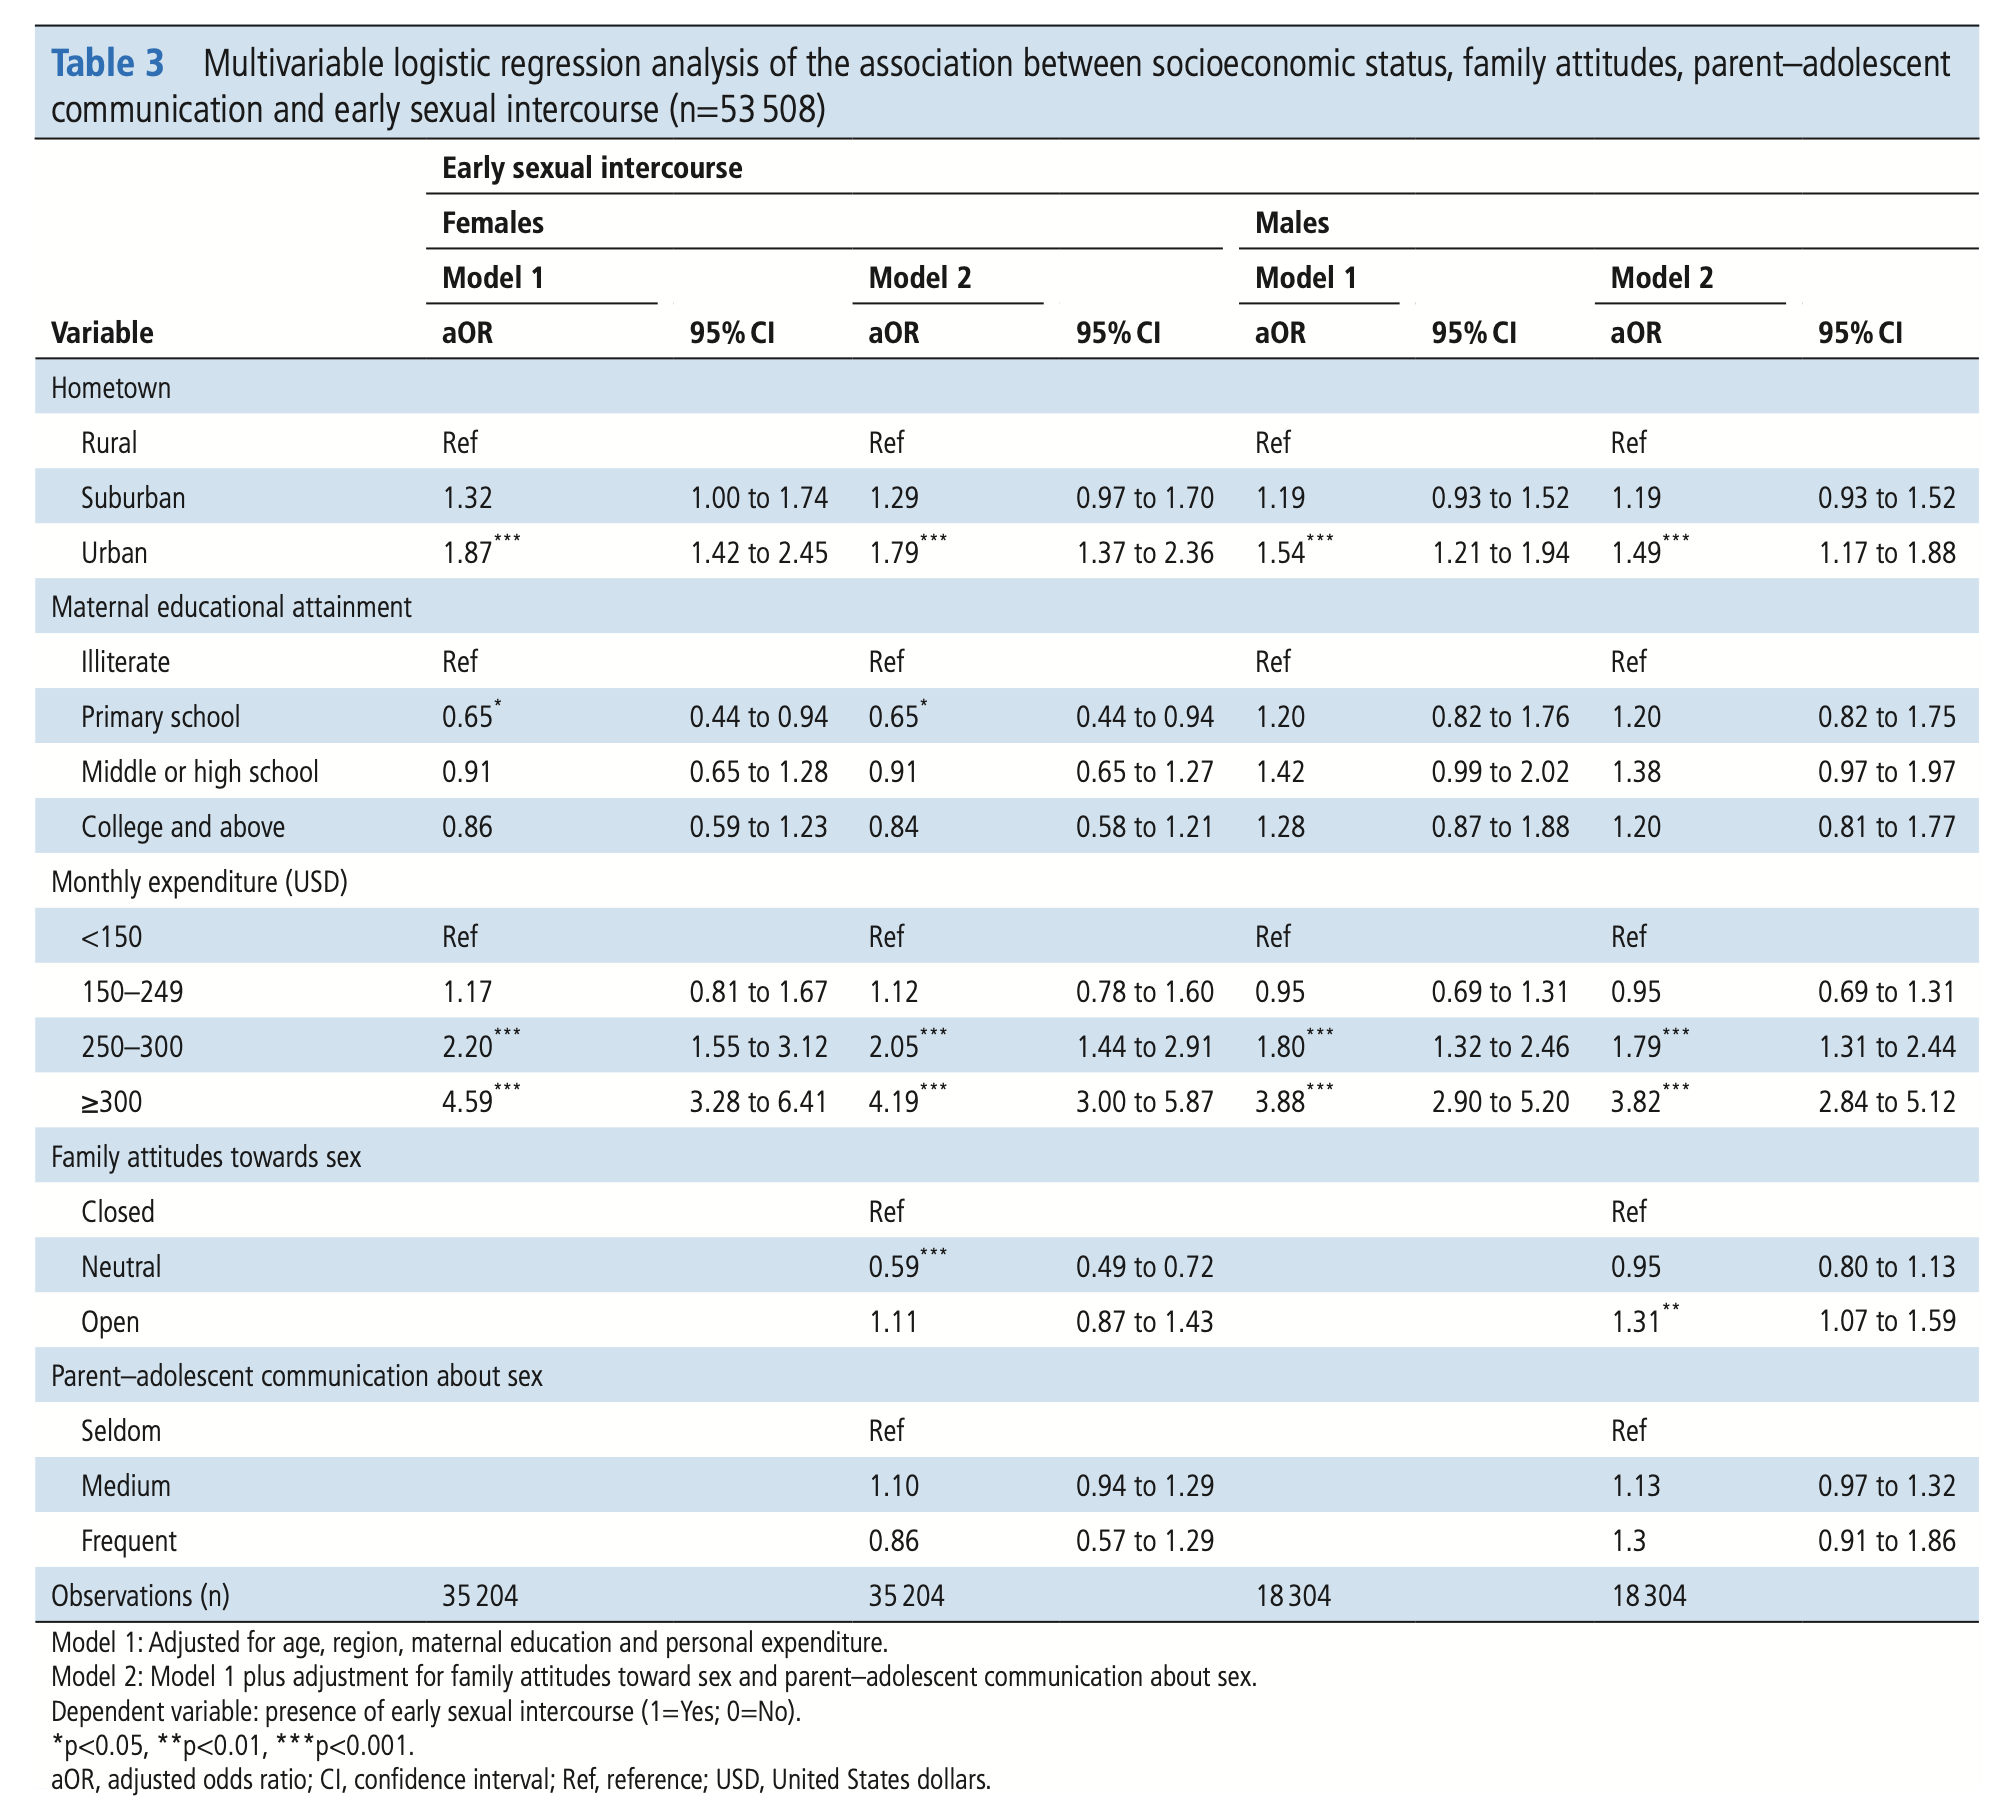 Table 3 Multivariable logistic regression analysis of the association between socioeconomic status, family attitudes, parent–adolescent
communication and early sexual intercourse (n=53 508)
Early sexual intercourse
Females Males
Model 1 Model 2 Model 1 Model 2
Variable aOR 95% CI aOR 95% CI aOR 95% CI aOR 95% CI
Hometown
Rural Ref Ref Ref Ref
Suburban 1.32 1.00 to 1.74 1.29 0.97 to 1.70 1.19 0.93 to 1.52 1.19 0.93 to 1.52
Urban 1.87*** 1.42 to 2.45 1.79*** 1.37 to 2.36 1.54*** 1.21 to 1.94 1.49*** 1.17 to 1.88
Maternal educational attainment
Illiterate Ref Ref Ref Ref
Primary school 0.65* 0.44 to 0.94 0.65* 0.44 to 0.94 1.20 0.82 to 1.76 1.20 0.82 to 1.75
Middle or high school 0.91 0.65 to 1.28 0.91 0.65 to 1.27 1.42 0.99 to 2.02 1.38 0.97 to 1.97
College and above 0.86 0.59 to 1.23 0.84 0.58 to 1.21 1.28 0.87 to 1.88 1.20 0.81 to 1.77
Monthly expenditure (USD)
<150 Ref Ref Ref Ref
150–249 1.17 0.81 to 1.67 1.12 0.78 to 1.60 0.95 0.69 to 1.31 0.95 0.69 to 1.31
250–300 2.20*** 1.55 to 3.12 2.05*** 1.44 to 2.91 1.80*** 1.32 to 2.46 1.79*** 1.31 to 2.44
≥300 4.59*** 3.28 to 6.41 4.19*** 3.00 to 5.87 3.88*** 2.90 to 5.20 3.82*** 2.84 to 5.12
Family attitudes towards sex
Closed Ref Ref
Neutral 0.59*** 0.49 to 0.72 0.95 0.80 to 1.13
Open 1.11 0.87 to 1.43 1.31** 1.07 to 1.59
Parent–adolescent communication about sex
Seldom Ref Ref
Medium 1.10 0.94 to 1.29 1.13 0.97 to 1.32
Frequent 0.86 0.57 to 1.29 1.3 0.91 to 1.86
Observations (n) 35 204 35 204 18 304 18 304
Model 1: Adjusted for age, region, maternal education and personal expenditure.
Model 2: Model 1 plus adjustment for family attitudes toward sex and parent–adolescent communication about sex.
Dependent variable: presence of early sexual intercourse (1=Yes; 0=No).
*p<0.05, **p<0.01, ***p<0.001.
aOR, adjusted odds ratio; CI, confidence interval; Ref, reference; USD, United States dollars.